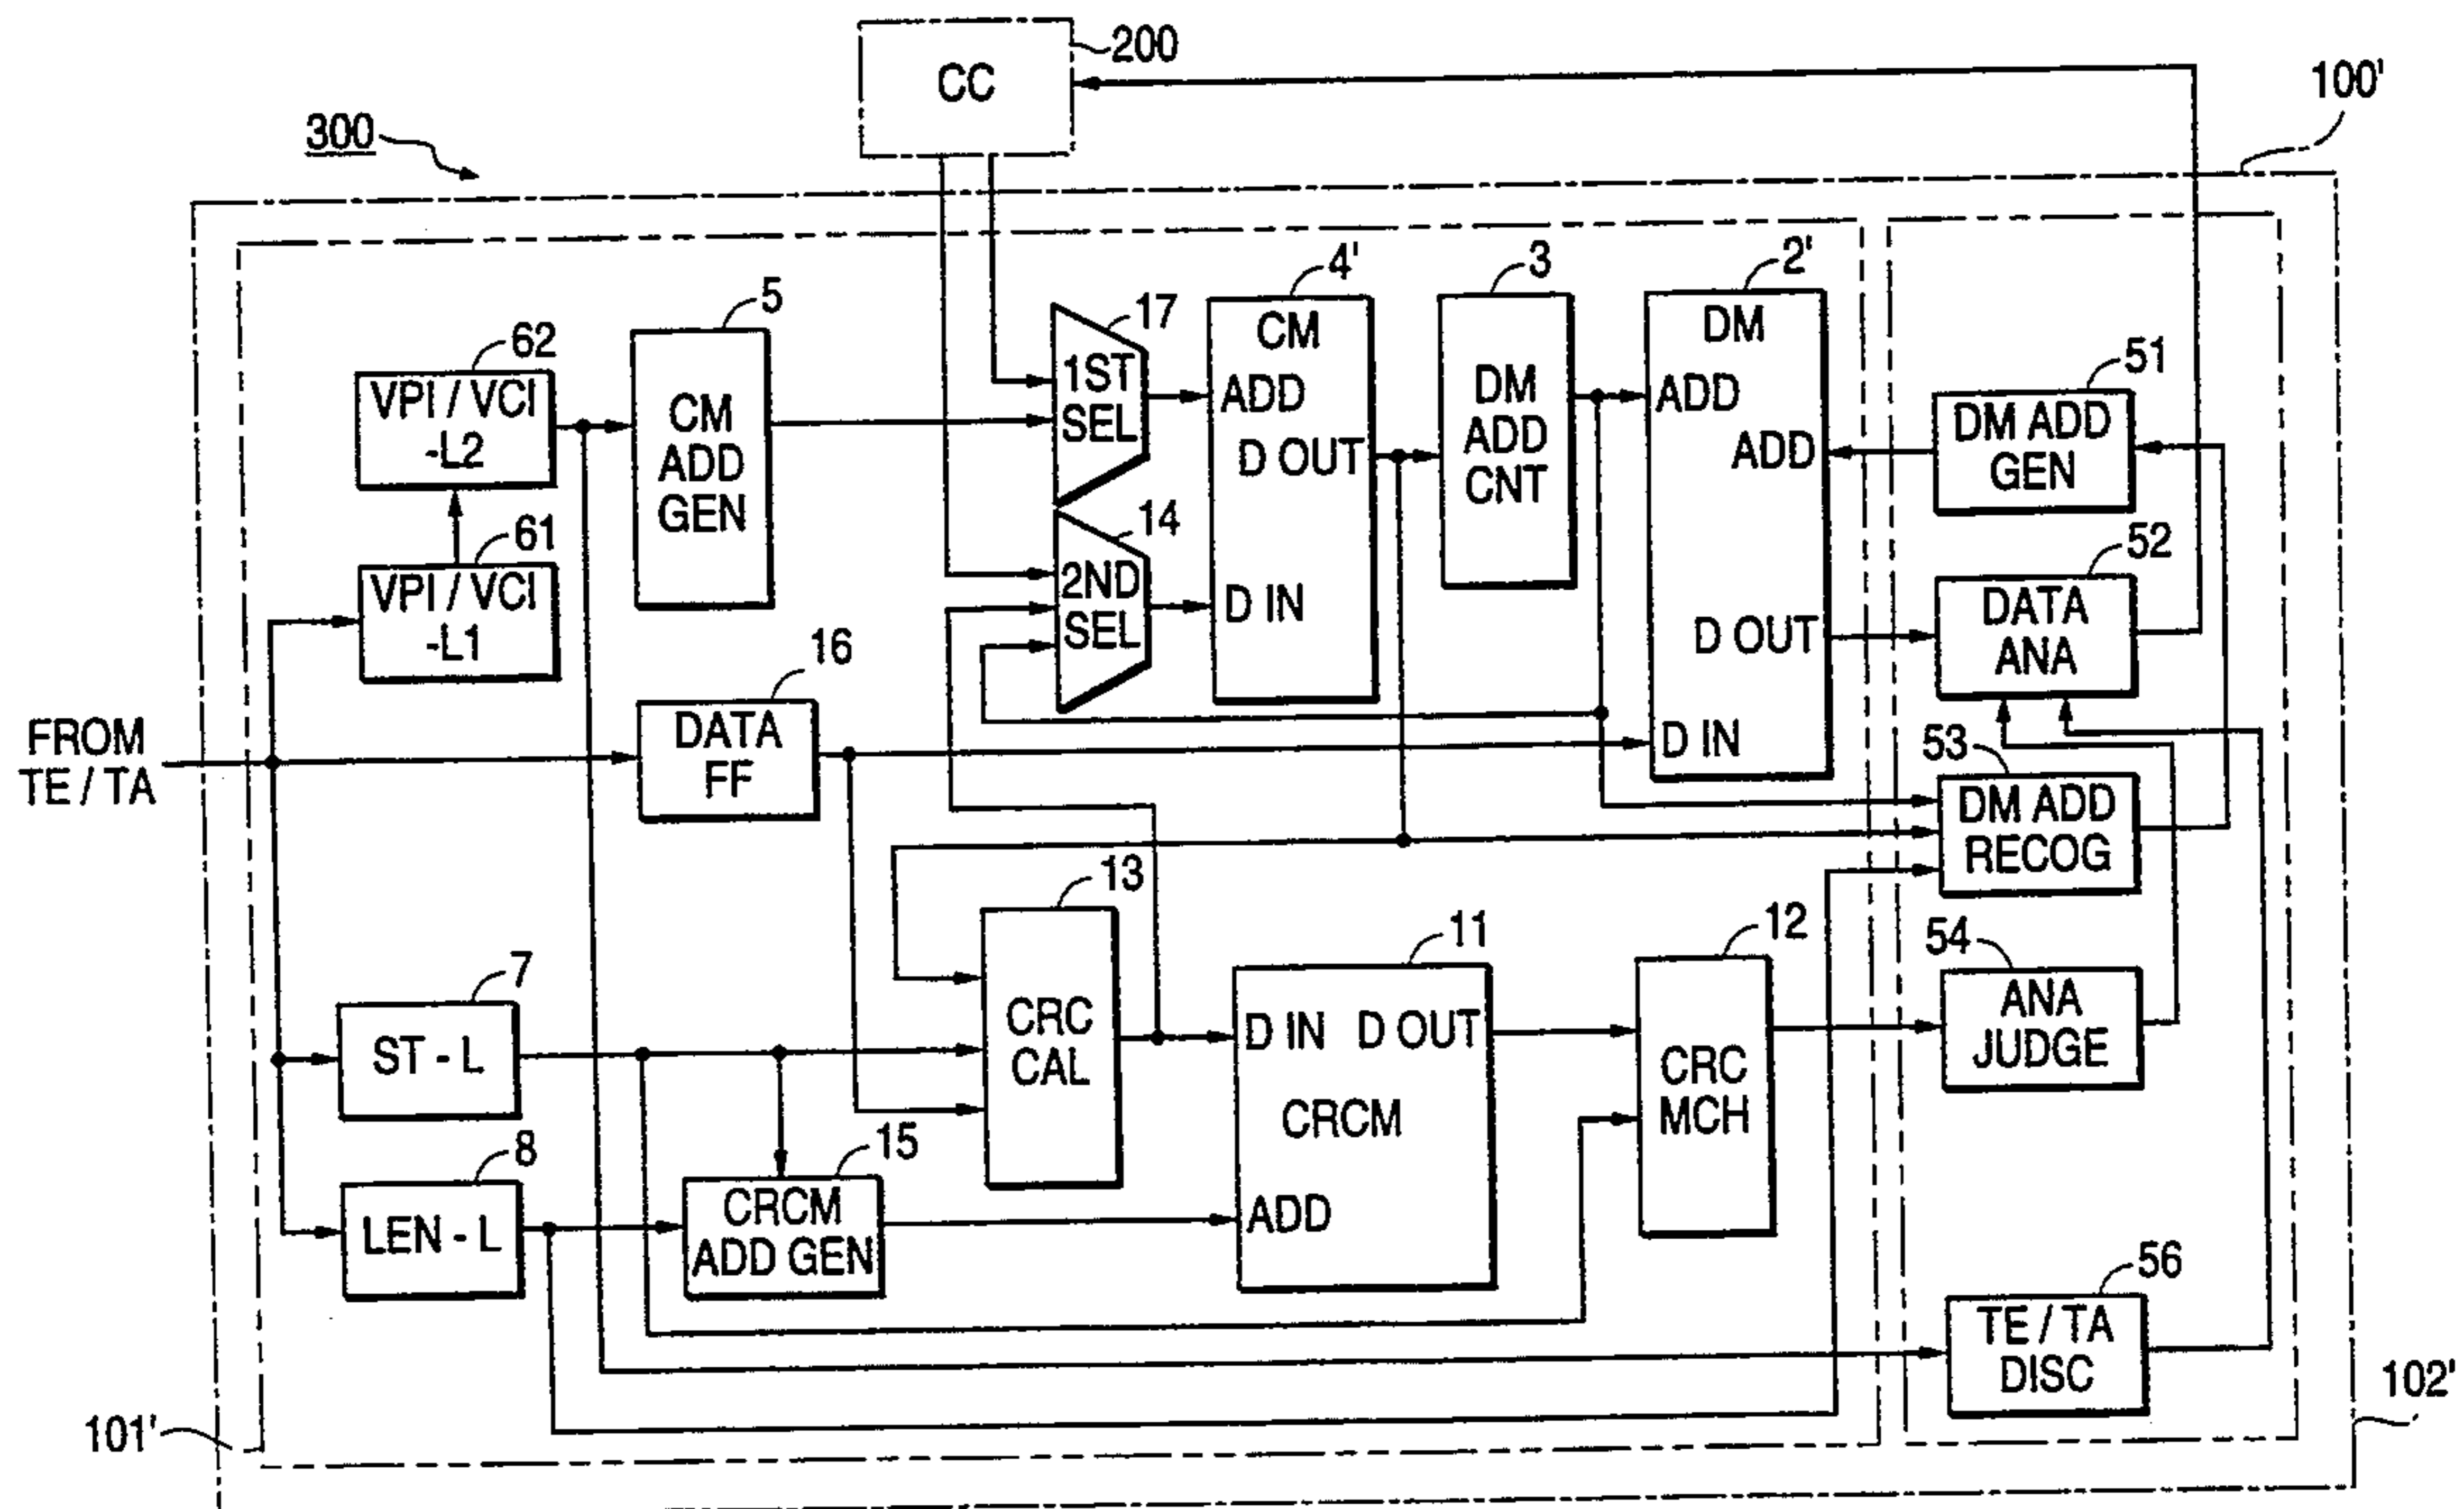 200
CC
100'
300
5
62
VPI / VCI
-L2
61
VPI / VCI
-L1
CM
ADD
GEN
17
1ST
SEL
14
2ND
SEL
4'
CM
ADD
D OUT
D IN
3
DM
ADD
CNT
2'
DM
ADD
ADD
D OUT
D IN
51
DM ADD
GEN
52
DATA
ANA
16
DATA
FF
FROM
TE / TA
53
DM ADD
RECOG
13
CRC
CAL
11
D IN D OUT
CRCM
ADD
12
CRC
MCH
54
ANA
JUDGE
7
ST - L
8
LEN - L
15
CRCM
ADD GEN
56
TE / TA
DISC
101'
102'